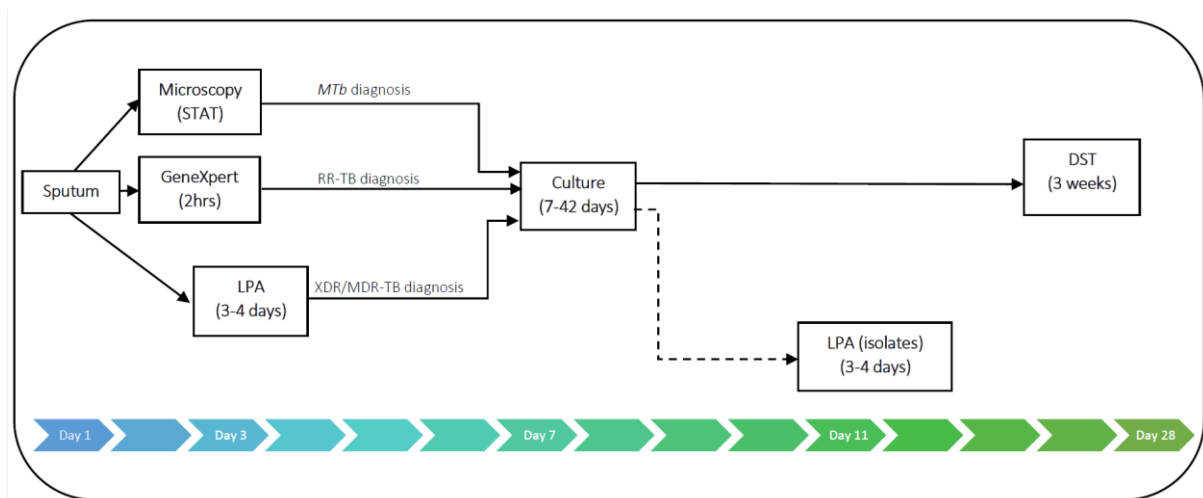 Microscopy
(STAT)
MTb diagnosis
Sputum
GeneXpert
(2hrs)
RR-TB diagnosis
Culture
(7-42 days)
DST
(3 weeks)
LPA
(3-4 days)
XDR/MDR-TB diagnosis
LPA (isolates)
(3-4 days)
Day 1
Day 3
Day 7
Day 11
Day 28